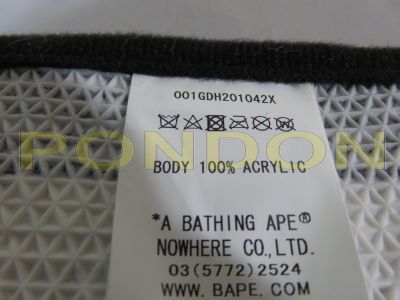 001GDH201042X
PONDON
BODY 100% ACRYLIC
*A BATHING APE®
NOWHERE CO.,LTD.
03(5772)2524
WWW.BAPE.COM